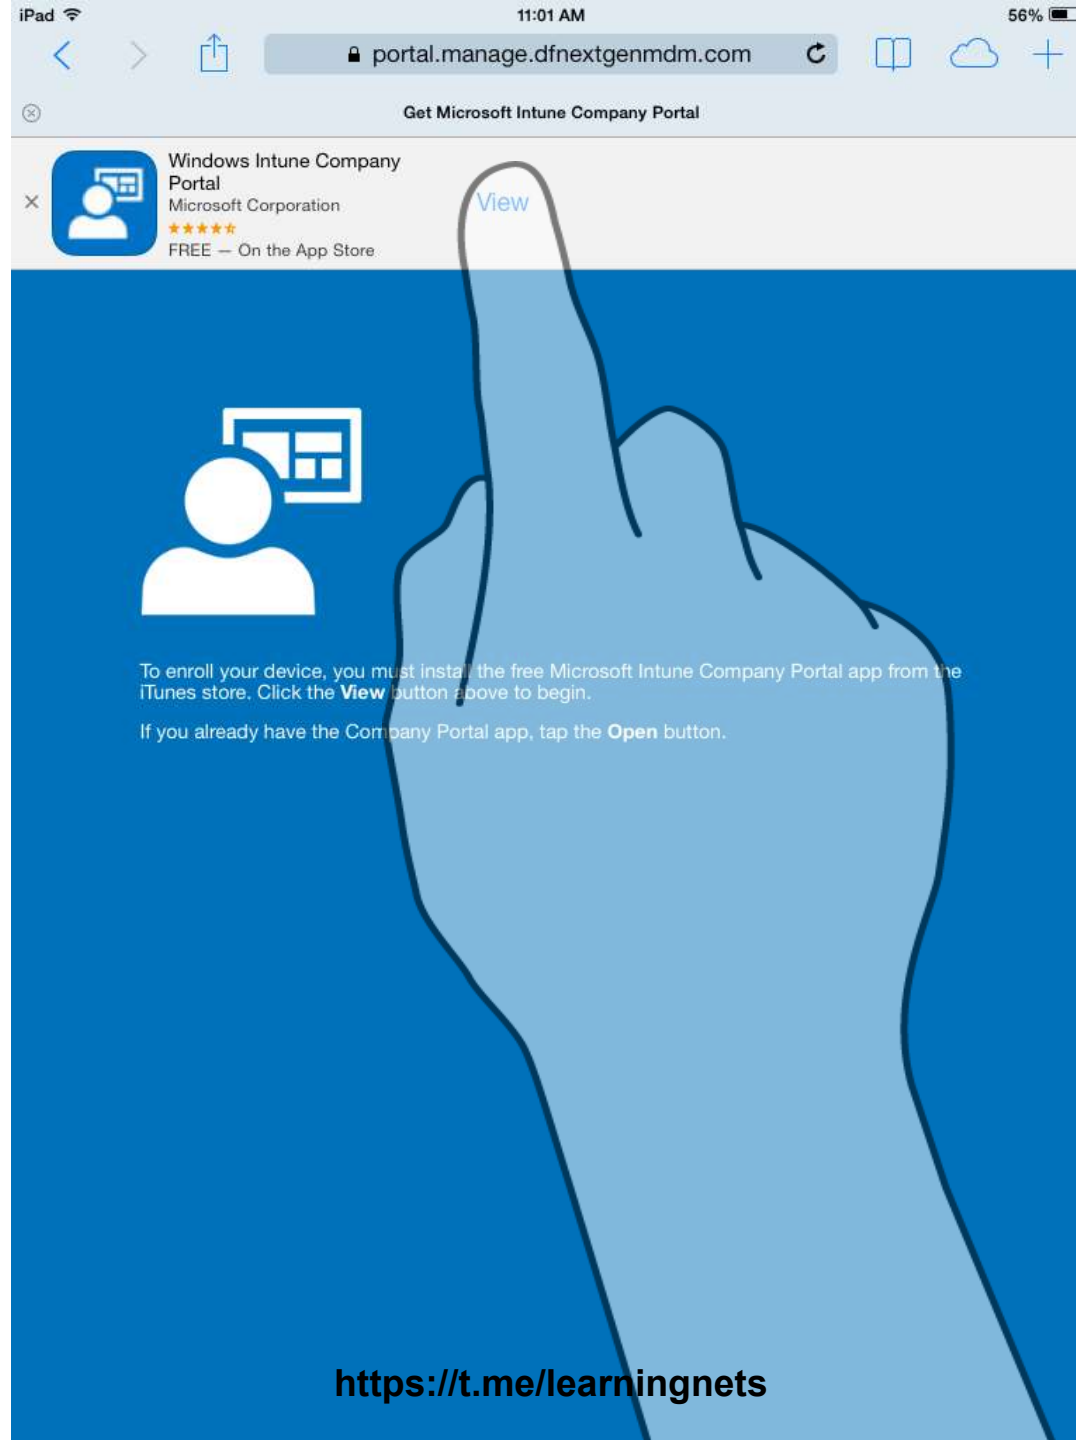 iPad
11:01 AM
56%
portal.manage.dfnextgenmdm.com
Get Microsoft Intune Company Portal
Windows Intune Company
Portal
Microsoft Corporation
FREE — On the App Store
View
To enroll your device, you must install the free Microsoft Intune Company Portal app from the
iTunes store. Click the View button above to begin.
If you already have the Company Portal app, tap the Open button.
https://t.me/learningnets